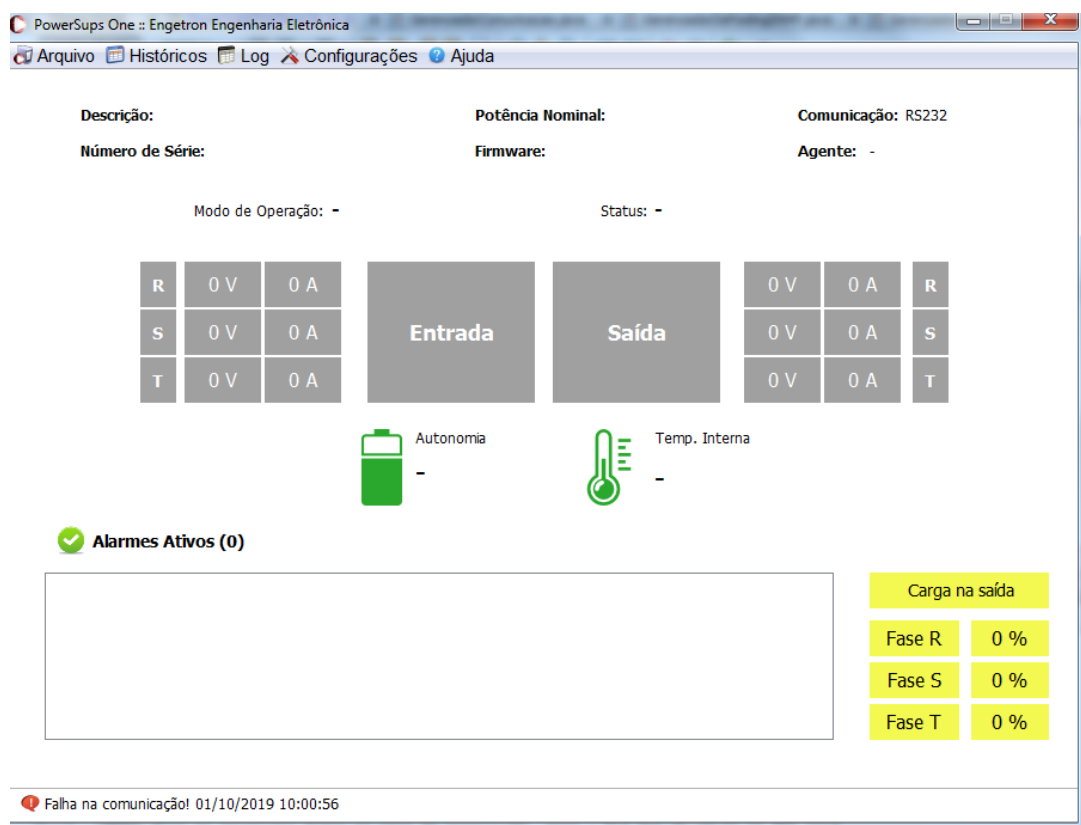 PowerSups One :: Engetron Engenharia Eletrônica
Arquivo Históricos Log Configurações Ajuda
Descrição: Potência Nominal: Comunicação: RS232
Número de Série: Firmware: Agente: -
Modo de Operação: - Status: -
R 0 V 0 A 0 V 0 A R
S 0 V 0 A Entrada Saída 0 V 0 A S
T 0 V 0 A 0 V 0 A T
Autonomia Temp. Interna
- -
Alarmes Ativos (0)
Carga na saída
Fase R 0 %
Fase S 0 %
Fase T 0 %
Falha na comunicação! 01/10/2019 10:00:56